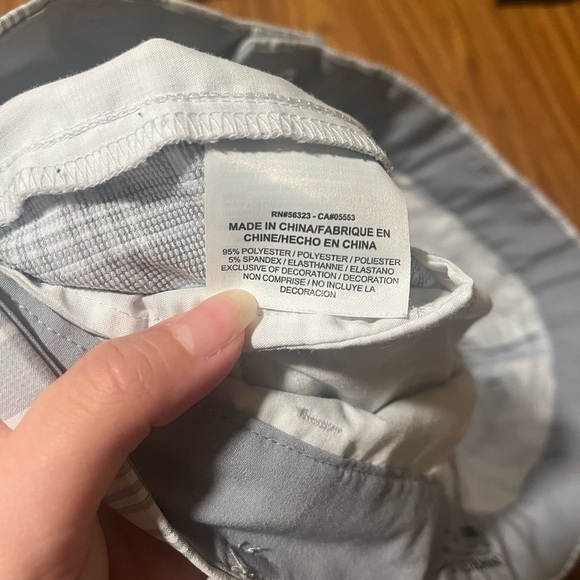 RN#56323 - CA#05553
MADE IN CHINA/FABRIQUE EN
CHINE/HECHO EN CHINA
95% POLYESTER / POLYESTER / POLIESTER
5% SPANDEX / ELASTHANNE / ELASTANO
EXCLUSIVE OF DECORATION / DECORATION
NON COMPRISE / NO INCLUYE LA
DECORACION